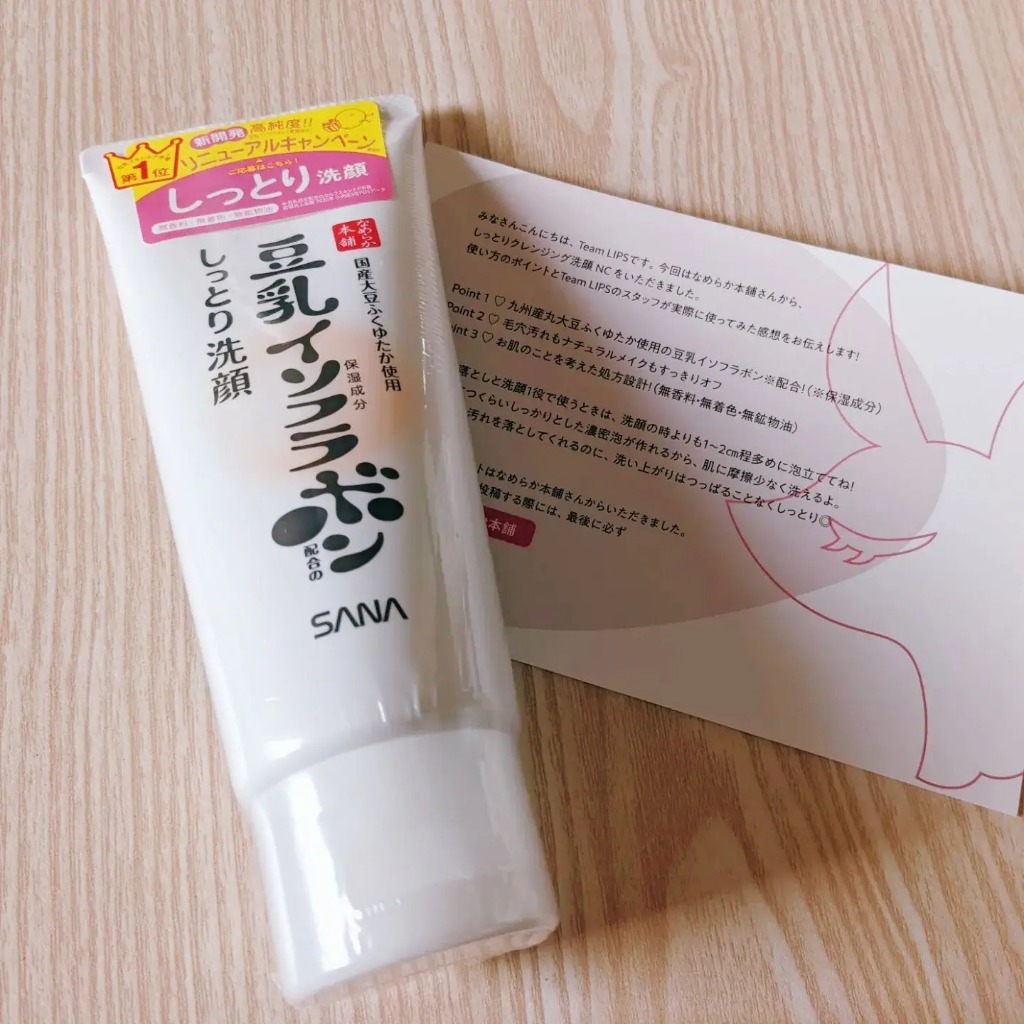 新開発 高純度!!
第1位
リニューアルキャンペーン
ご応募はこちら!
しっとり洗顔
無香料・無着色・無鉱物油
なめらか本舗
国産大豆ふくゆたか使用
豆乳イソフラボン
保湿成分
配合の
しっとり洗顔
SANA
みなさんこんにちは、Team LIPSです。今回はなめらか本舗さんから、
しっとりクレンジング洗顔 NCをいただきました。
使い方のポイントとTeam LIPSのスタッフが実際に使ってみた感想をお伝えします!
Point 1 ♡ 九州産丸大豆ふくゆたか使用の豆乳イソフラボン※配合!(※保湿成分)
Point 2 ♡ 毛穴汚れもナチュラルメイクもすっきりオフ
int 3 ♡ お肌のことを考えた処方設計!(無香料・無着色・無鉱物油)
落としと洗顔1役で使うときは、洗顔の時よりも1~2cm程多めに泡立ててね!
つくらいしっかりとした濃密泡が作れるから、肌に摩擦少なく洗えるよ。
汚れを落としてくれるのに、洗い上がりはつっぱることなくしっとり◎
トはなめらか本舗さんからいただきました。
投稿する際には、最後に必ず
本舗